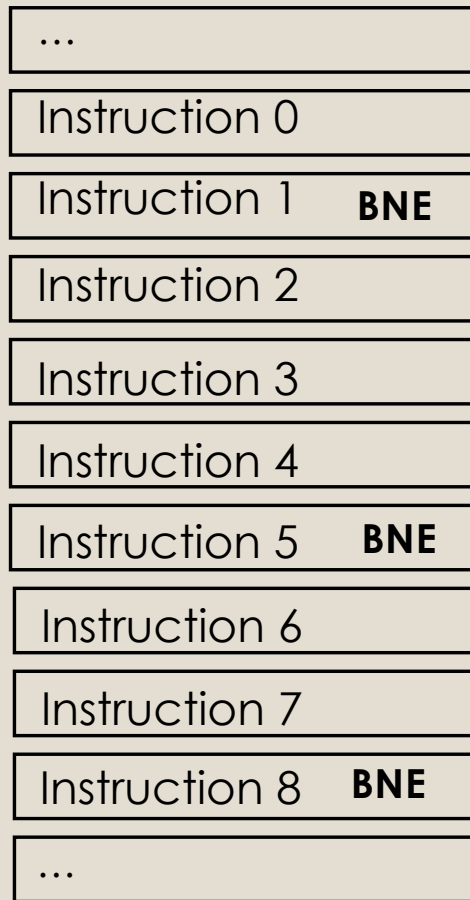 ...
Instruction 0
Instruction 1 BNE
Instruction 2
Instruction 3
Instruction 4
Instruction 5 BNE
Instruction 6
Instruction 7
Instruction 8 BNE
...